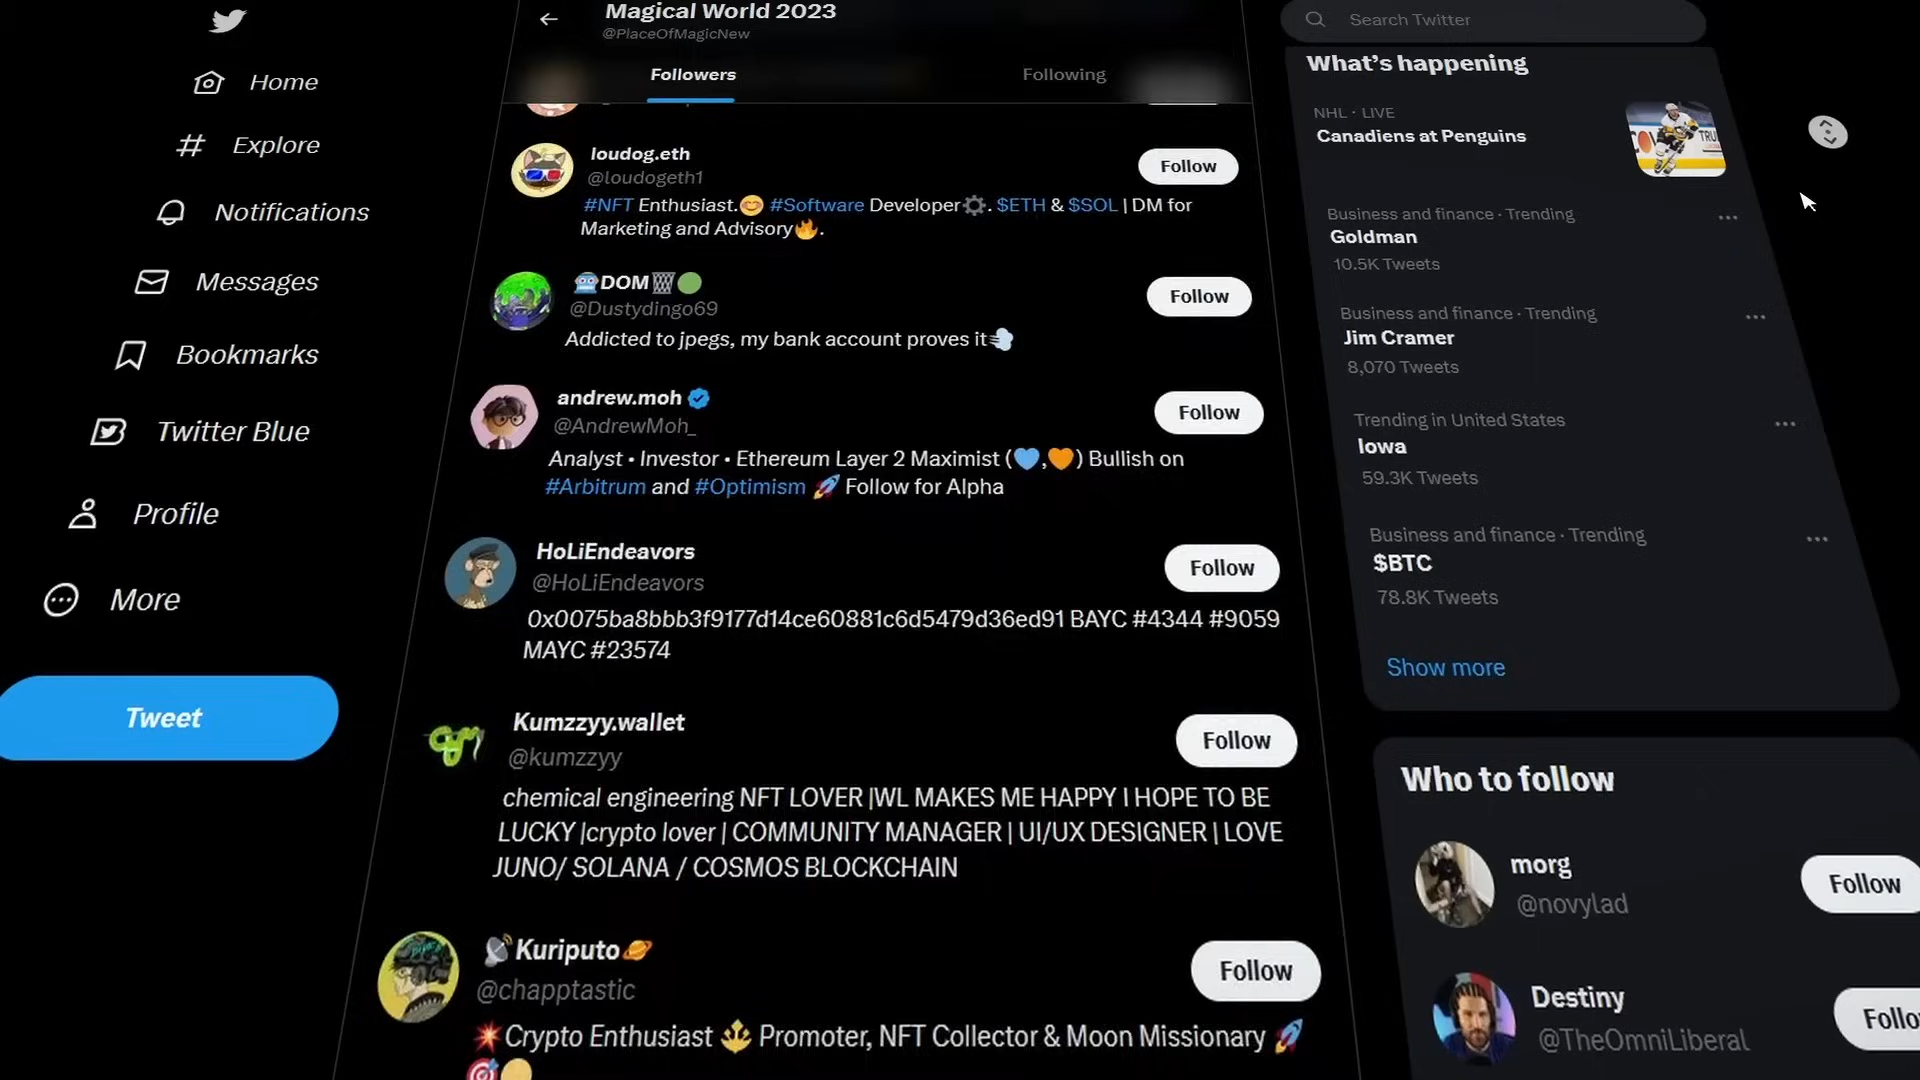 Home
Explore
Notifications
Messages
Bookmarks
Twitter Blue
Profile
More
Tweet
Magical World 2023
@PlaceOfMagicNew
Followers
Following
loudog.eth
@loudogeth1
Follow
#NFT Enthusiast.😊 #Software Developer⚙️. $ETH & $SOL | DM for
Marketing and Advisory🔥.
🤖DOM🗑️🟢
@Dustydingo69
Follow
Addicted to jpegs, my bank account proves it💨
andrew.moh
@AndrewMoh_
Follow
Analyst • Investor • Ethereum Layer 2 Maximist (💙,🧡) Bullish on
#Arbitrum and #Optimism 🚀 Follow for Alpha
HoLiEndeavors
@HoLiEndeavors
Follow
0x0075ba8bbb3f9177d14ce60881c6d5479d36ed91 BAYC #4344 #9059
MAYC #23574
Kumzzyy.wallet
@kumzzyy
Follow
chemical engineering NFT LOVER |WL MAKES ME HAPPY I HOPE TO BE
LUCKY |crypto lover | COMMUNITY MANAGER | UI/UX DESIGNER | LOVE
JUNO/ SOLANA / COSMOS BLOCKCHAIN
📡Kuriputo🪐
@chapptastic
Follow
💥Crypto Enthusiast 🔱 Promoter, NFT Collector & Moon Missionary 🚀
Search Twitter
What's happening
NHL · LIVE
Canadiens at Penguins
Business and finance · Trending
Goldman
10.5K Tweets
Business and finance · Trending
Jim Cramer
8,070 Tweets
Trending in United States
Iowa
59.3K Tweets
Business and finance · Trending
$BTC
78.8K Tweets
Show more
Who to follow
morg
@novylad
Follow
Destiny
@TheOmniLiberal
Follo